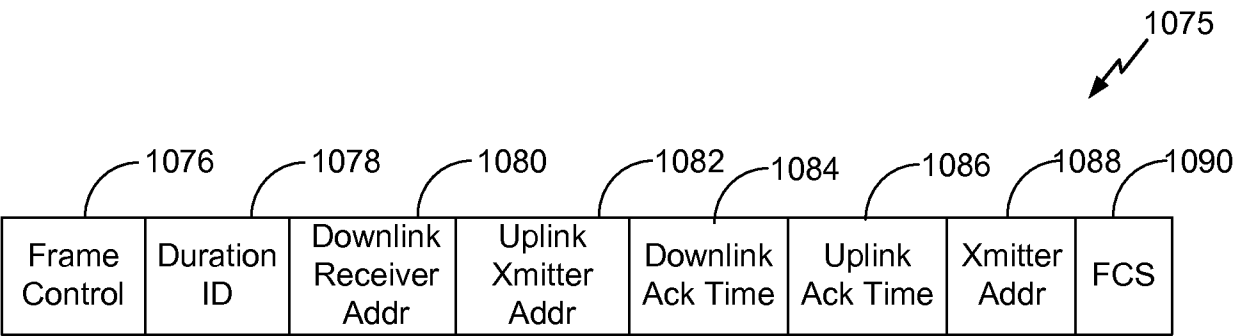 1075
1076
1078
1080
1082
1084
1086
1088
1090
Frame
Control
Duration
ID
Downlink
Receiver
Addr
Uplink
Xmitter
Addr
Downlink
Ack Time
Uplink
Ack Time
Xmitter
Addr
FCS